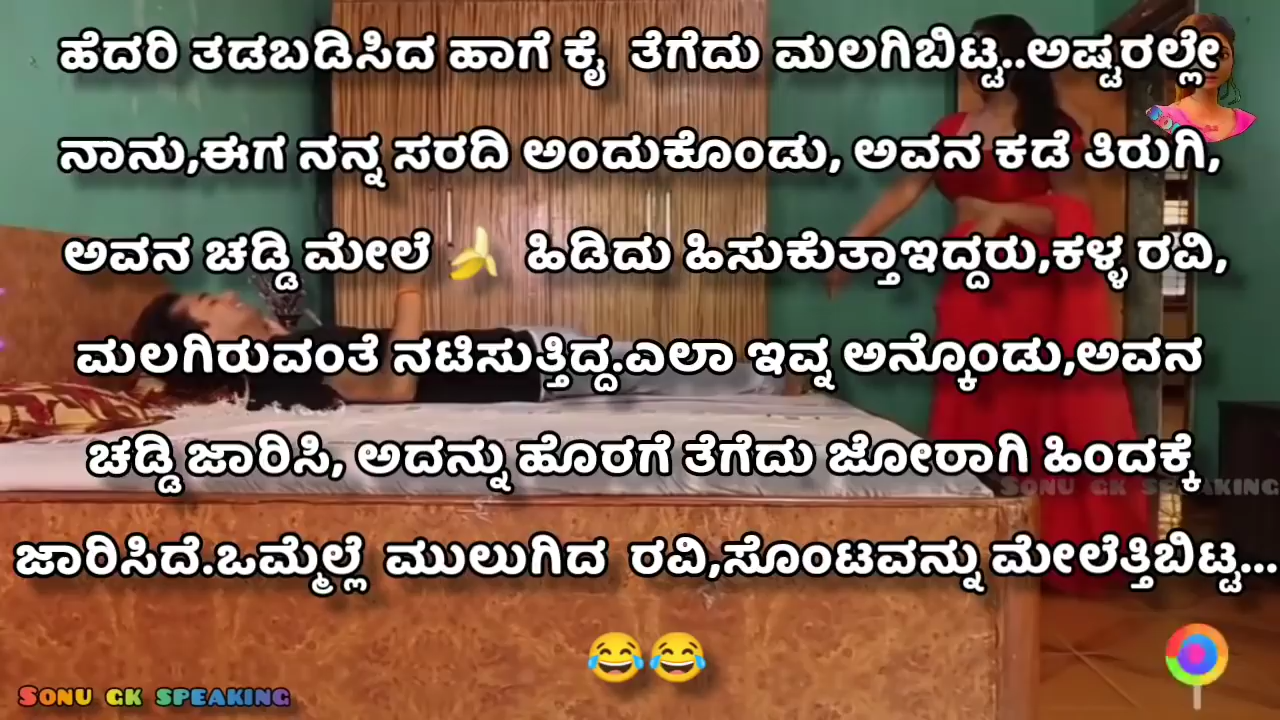 ಹೆದರಿ ತಡಬಡಿಸಿದ ಹಾಗೆ ಕೈ ತೆಗೆದು ಮಲಗಿಬಿಟ್ಟ..ಅಷ್ಟರಲ್ಲೇ
ನಾನು,ಈಗ ನನ್ನ ಸರದಿ ಅಂದುಕೊಂಡು, ಅವನ ಕಡೆ ತಿರುಗಿ,
ಅವನ ಚಡ್ಡಿ ಮೇಲೆ 🍌 ಹಿಡಿದು ಹಿಸುಕುತ್ತಾಇದ್ದರು,ಕಳ್ಳ ರವಿ,
ಮಲಗಿರುವಂತೆ ನಟಿಸುತ್ತಿದ್ದ.ಎಲಾ ಇವ್ನ ಅನ್ಕೊಂಡು,ಅವನ
ಚಡ್ಡಿ ಜಾರಿಸಿ, ಅದನ್ನು ಹೊರಗೆ ತೆಗೆದು ಜೋರಾಗಿ ಹಿಂದಕ್ಕೆ
SONU GK SPEAKING
ಜಾರಿಸಿದೆ.ಒಮ್ಮೆಲ್ಲೆ ಮುಲುಗಿದ ರವಿ,ಸೊಂಟವನ್ನು ಮೇಲೆತ್ತಿಬಿಟ್ಟ...
😂😂
SONU GK SPEAKING